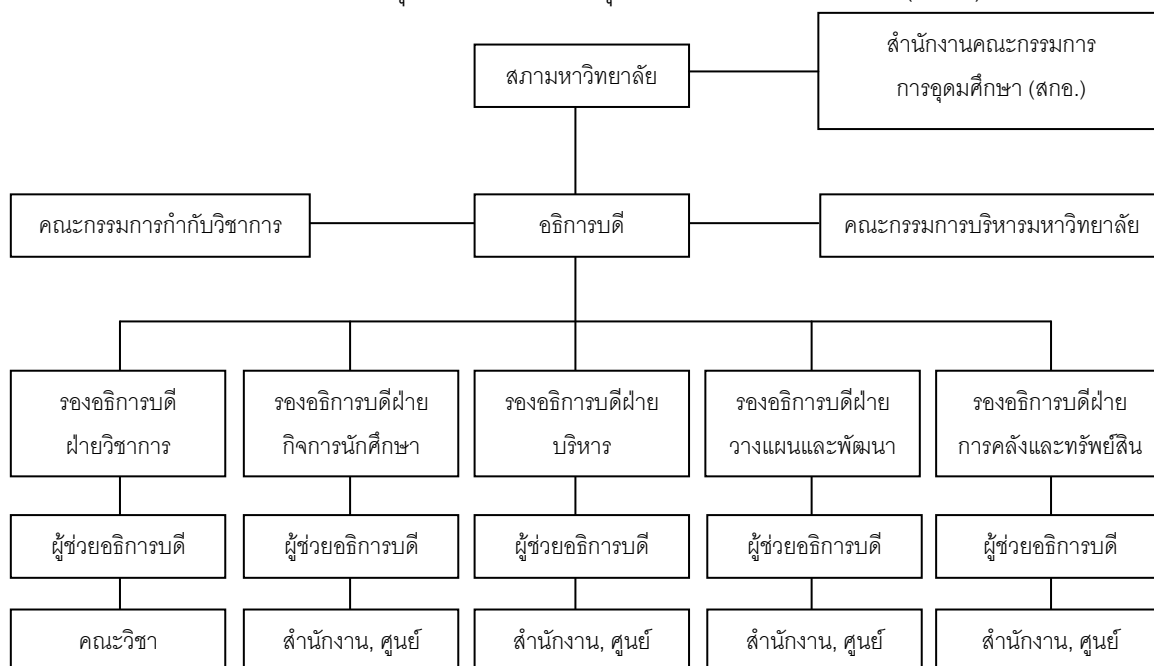 สภามหาวิทยาลัย
สำนักงานคณะกรรมการ
การอุดมศึกษา (สกอ.)
คณะกรรมการกำกับวิชาการ
อธิการบดี
คณะกรรมการบริหารมหาวิทยาลัย
รองอธิการบดี
ฝ่ายวิชาการ
รองอธิการบดีฝ่าย
กิจการนักศึกษา
รองอธิการบดีฝ่าย
บริหาร
รองอธิการบดีฝ่าย
วางแผนและพัฒนา
รองอธิการบดีฝ่าย
การคลังและทรัพย์สิน
ผู้ช่วยอธิการบดี
ผู้ช่วยอธิการบดี
ผู้ช่วยอธิการบดี
ผู้ช่วยอธิการบดี
ผู้ช่วยอธิการบดี
คณะวิชา
สำนักงาน, ศูนย์
สำนักงาน, ศูนย์
สำนักงาน, ศูนย์
สำนักงาน, ศูนย์